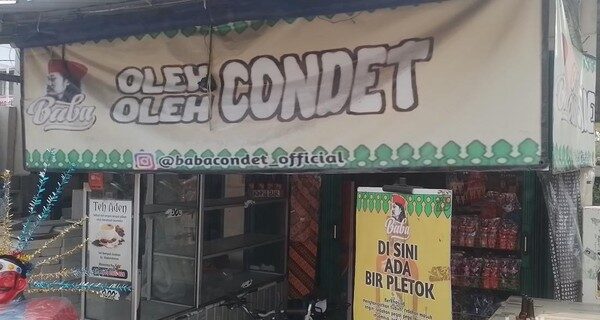 OLEH
OLEH CONDET
Baba
@babacondet_official
Teh Aden
Baba
DI SINI
ADA
BIR PLETOK